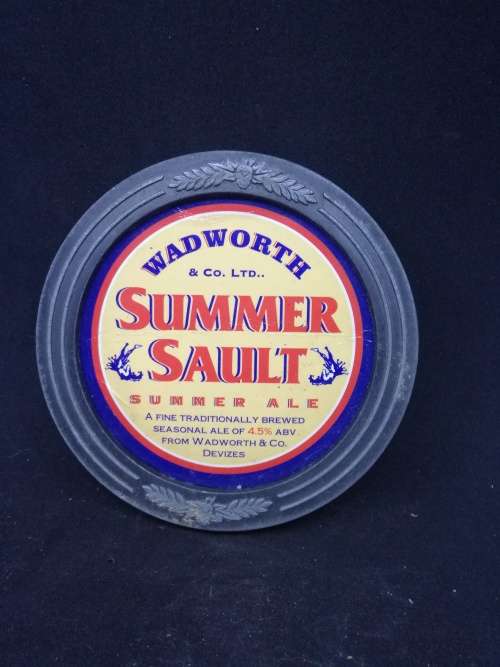 WADWORTH
& CO. LTD..
SUMMER
SAULT
SUMMER ALE
A FINE TRADITIONALLY BREWED
SEASONAL ALE OF 4.5% ABV.
FROM WADWORTH & CO.
DEVIZES